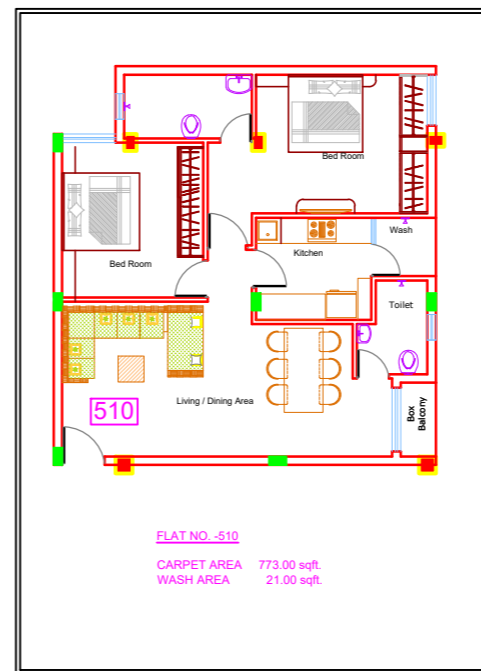 Bed Room
Wash
Kitchen
Bed Room
Toilet
Living / Dining Area
510
Box
Balcony
FLAT NO. -510
CARPET AREA 773.00 sqft.
WASH AREA 21.00 sqft.